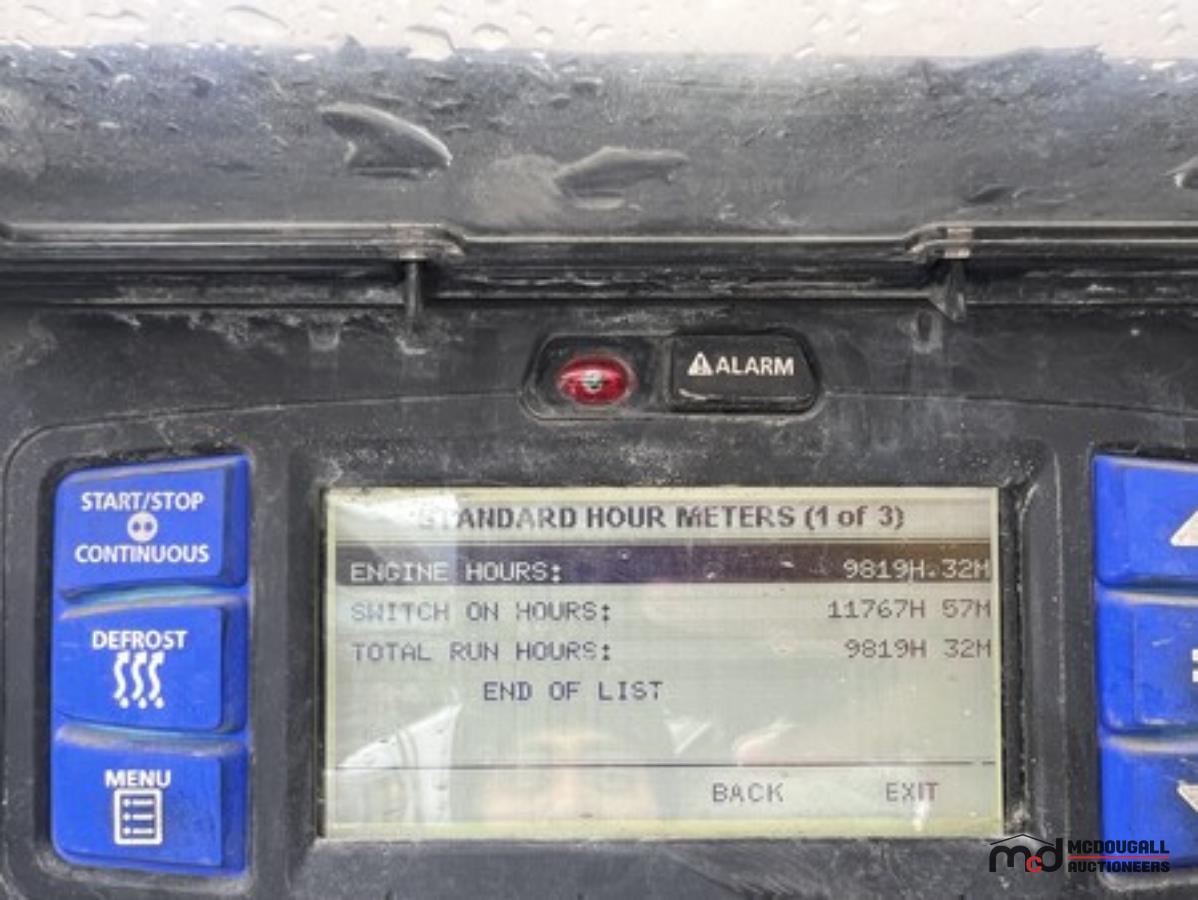 ALARM
START/STOP
CONTINUOUS
DEFROST
MENU
STANDARD HOUR METERS (1 of 3)
ENGINE HOURS: 9819H.32M
SWITCH ON HOURS: 11767H 57M
TOTAL RUN HOURS: 9819H 32M
END OF LIST
BACK EXIT
mcd MCDOUGALL
AUCTIONEERS